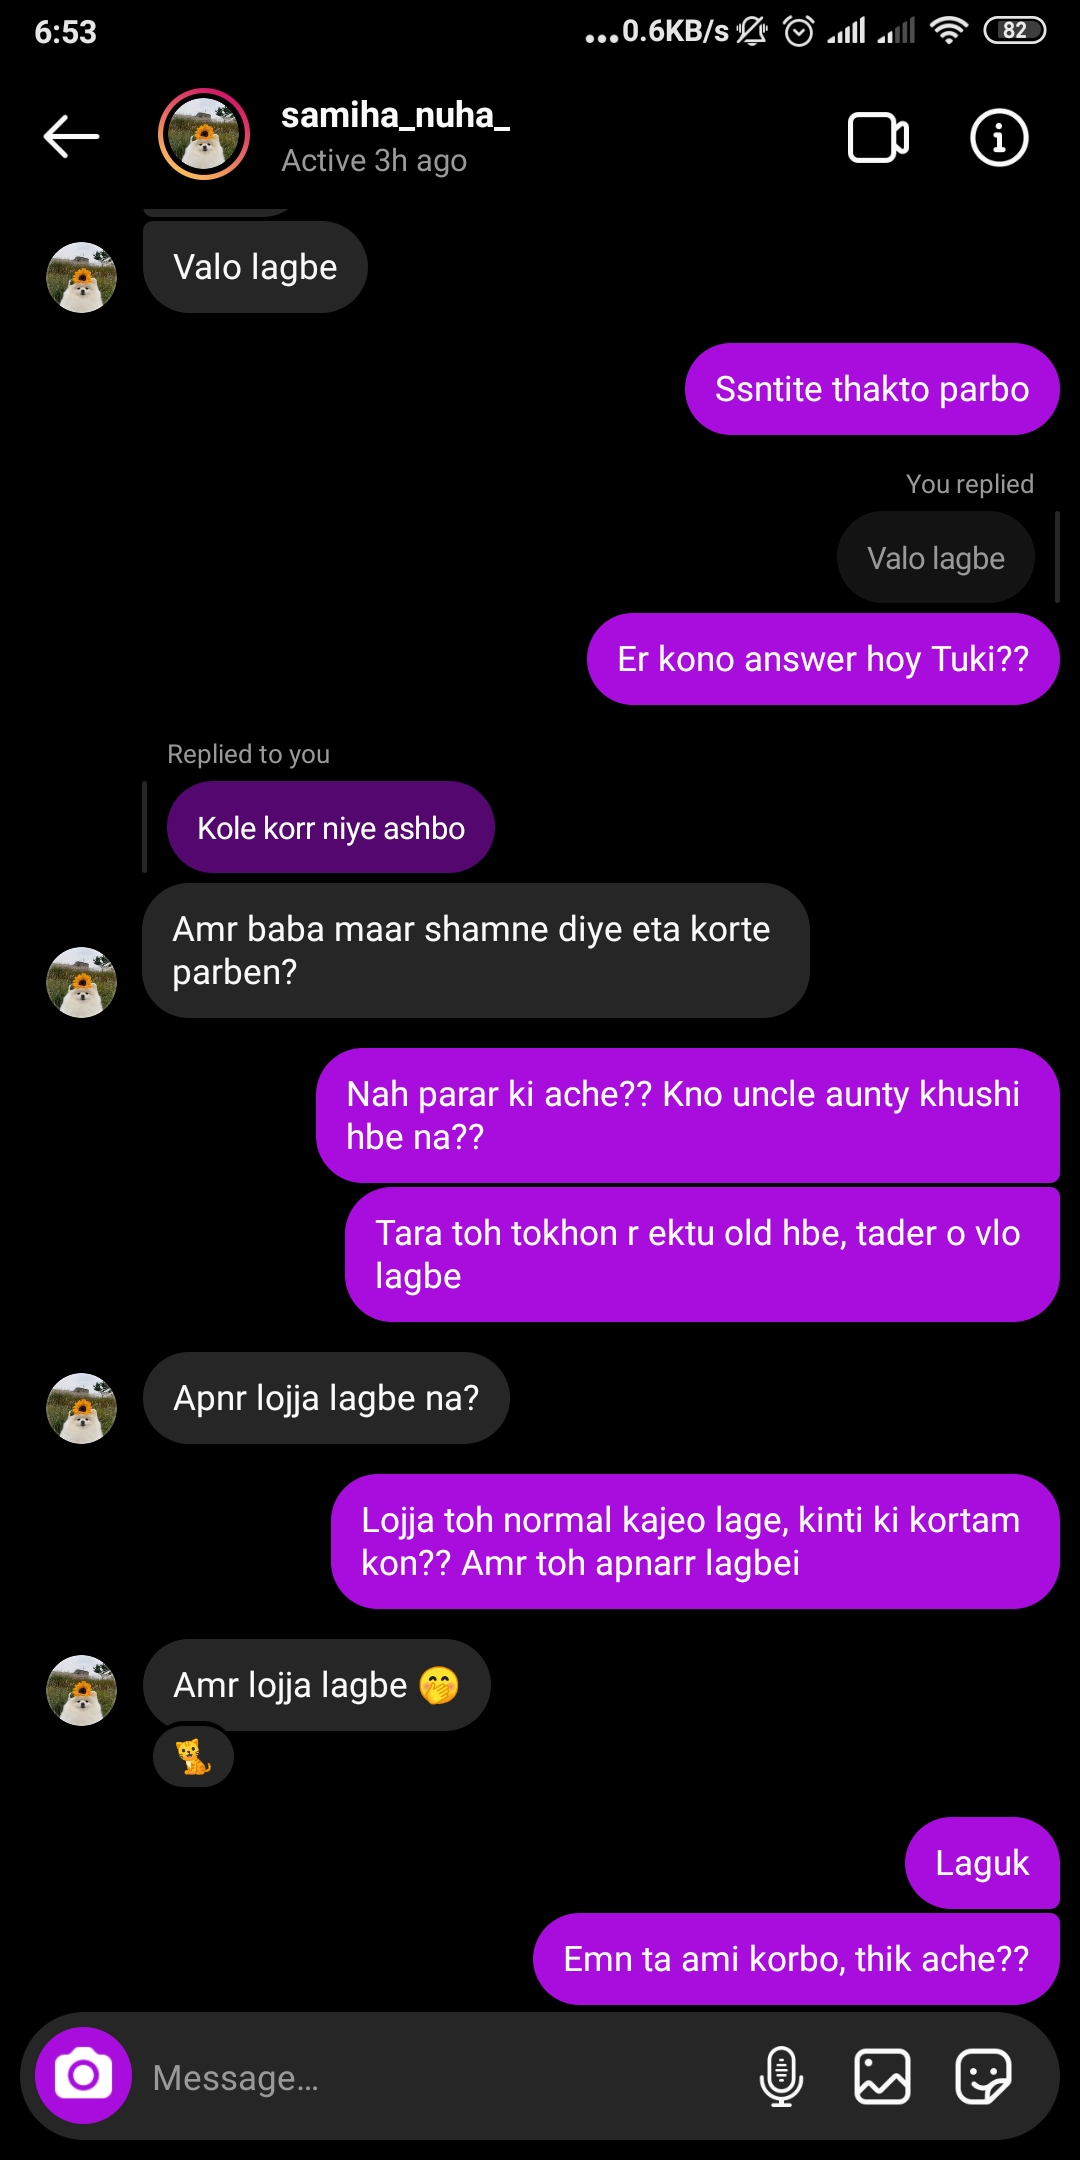 6:53
...0.6KB/s
82
samiha_nuha_
Active 3h ago
Valo lagbe
Ssntite thakto parbo
You replied
Valo lagbe
Er kono answer hoy Tuki??
Replied to you
Kole korr niye ashbo
Amr baba maar shamne diye eta korte
parben?
Nah parar ki ache?? Kno uncle aunty khushi
hbe na??
Tara toh tokhon r ektu old hbe, tader o vlo
lagbe
Apnr lojja lagbe na?
Lojja toh normal kajeo lage, kinti ki kortam
kon?? Amr toh apnarr lagbei
Amr lojja lagbe 🤭
🐈
Laguk
Emn ta ami korbo, thik ache??
Message...